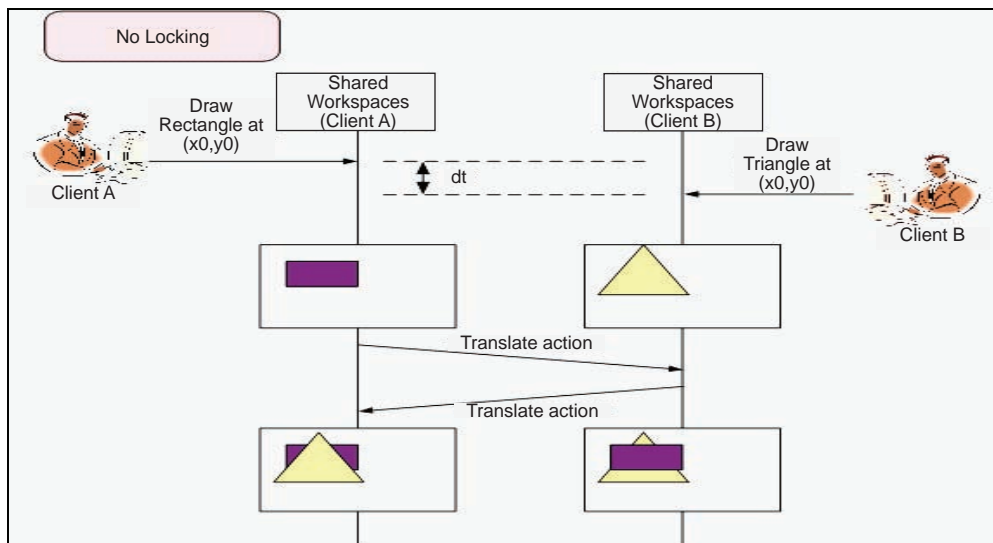 No Locking
Shared
Workspaces
(Client A)
Shared
Workspaces
(Client B)
Draw
Rectangle at
(x0,y0)
Client A
dt
Draw
Triangle at
(x0,y0)
Client B
Translate action
Translate action